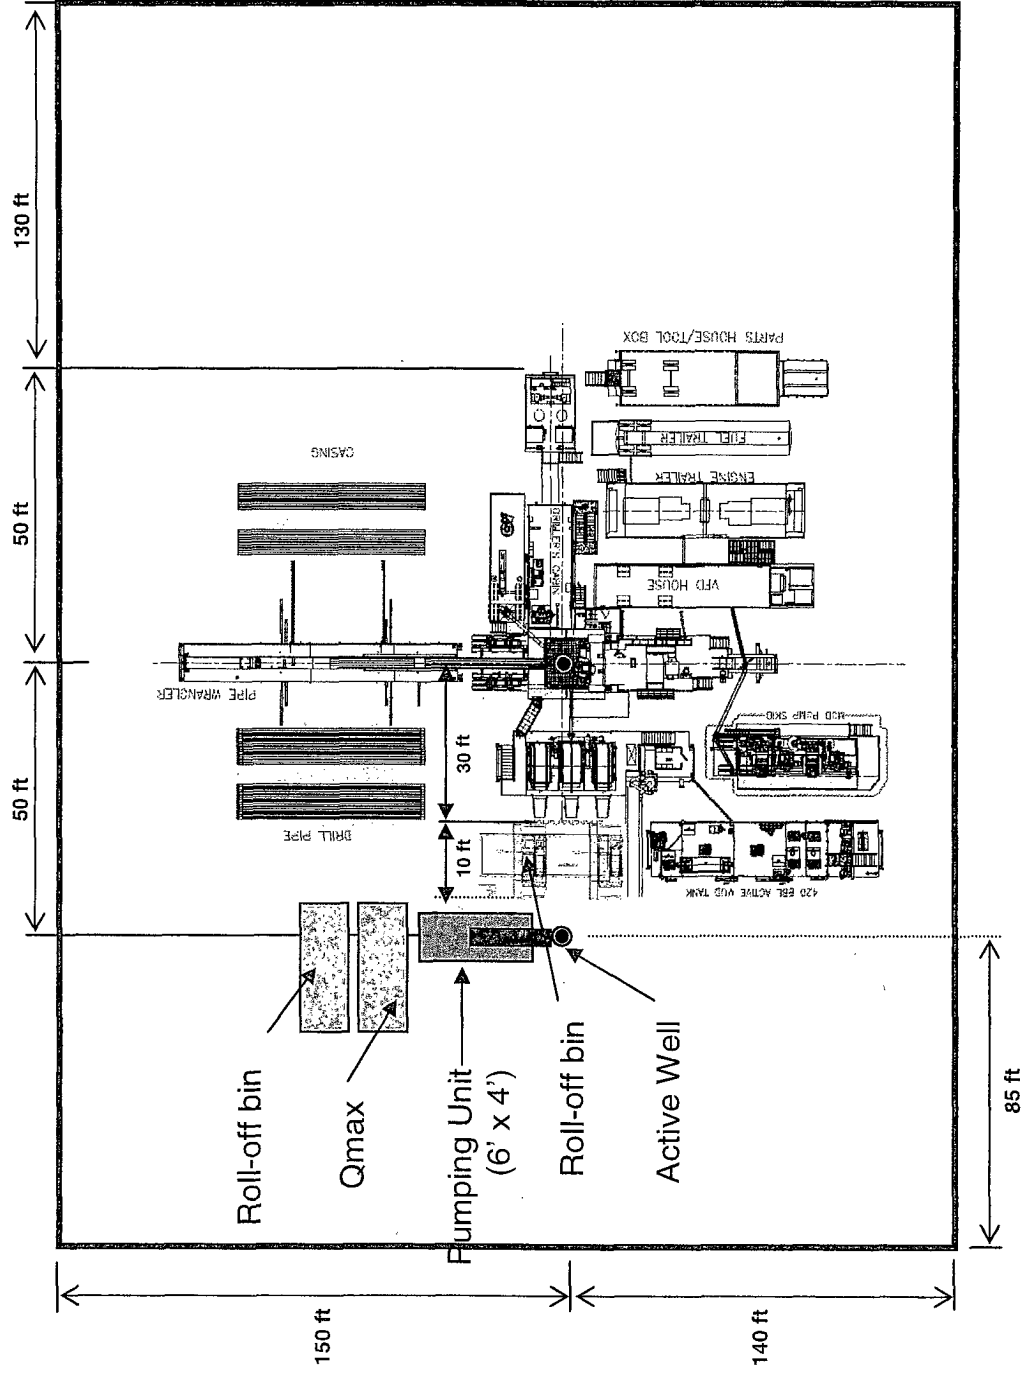 130 ft
50 ft
50 ft
85 ft
150 ft
140 ft
30 ft
10 ft
CASING
PIPE WRANGLER
DRILL PIPE
PARTS HOUSE/TOOL BOX
FUEL TRAILER
ENGINE TRAILER
VFD HOUSE
DRILLER'S CABIN
MUD PUMP SKID
420 BBL ACTIVE MUD TANK
Roll-off bin
Qmax
Pumping Unit
(6' x 4')
Roll-off bin
Active Well